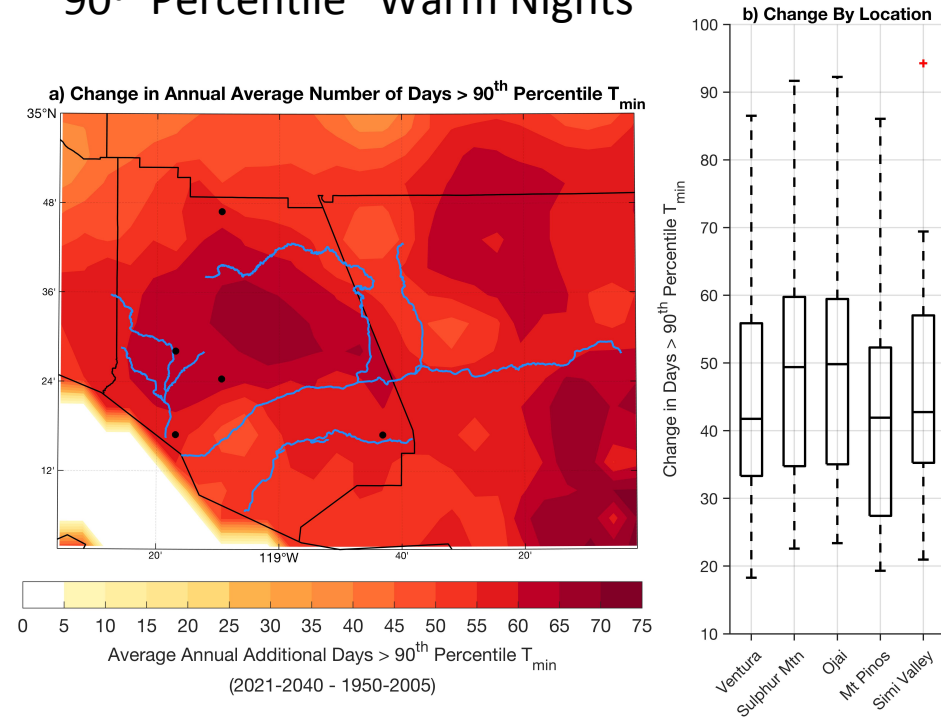 90th Percentile "Warm Nights"
a) Change in Annual Average Number of Days > 90th Percentile Tmin
35°N
48'
36'
24'
12'
20'
119°W
40'
20'
0 5 10 15 20 25 30 35 40 45 50 55 60 65 70 75
Average Annual Additional Days > 90th Percentile Tmin
(2021-2040 - 1950-2005)
b) Change By Location
Change in Days > 90th Percentile Tmin
100
90
80
70
60
50
40
30
20
10
Ventura
Sulphur Mtn
Ojai
Mt Pinos
Simi Valley